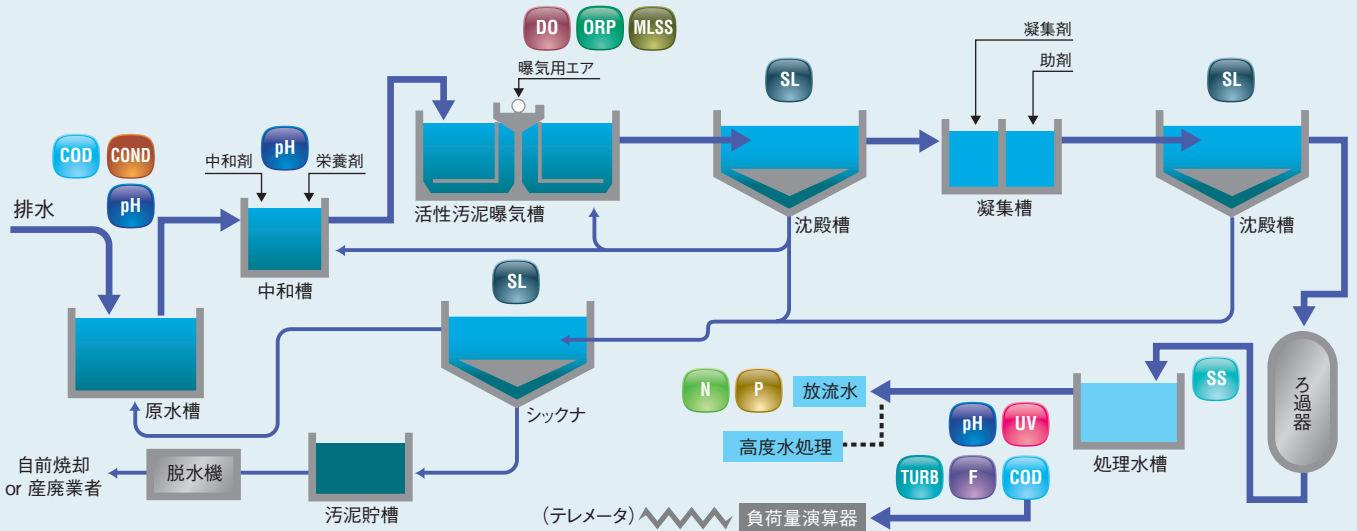 DO
ORP
MLSS
曝気用エア
凝集剤
助剤
SL
SL
COD
COND
pH
中和剤
pH
栄養剤
排水
活性汚泥曝気槽
沈殿槽
凝集槽
沈殿槽
中和槽
SL
原水槽
シックナ
N
P
放流水
SS
ろ過器
pH
UV
高度水処理
処理水槽
自前焼却
or 産廃業者
脱水機
汚泥貯槽
TURB
F
COD
(テレメータ)
負荷量演算器